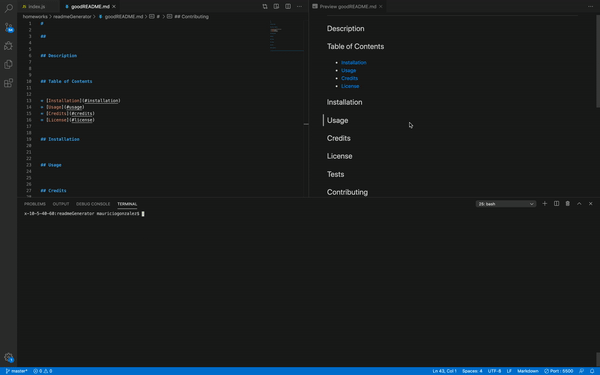 index.js
goodREADME.md
Preview goodREADME.md
homeworks > readmeGenerator > goodREADME.md > # > ## Contributing
1 #
2
3 ##
4
5
6 ## Description
7
8
9
10 ## Table of Contents
11
12
13 * [Installation](#installation)
14 * [Usage](#usage)
15 * [Credits](#credits)
16 * [License](#license)
17
18
19 ## Installation
20
21
22
23 ## Usage
24
25
26
27 ## Credits
28
Description
Table of Contents
• Installation
• Usage
• Credits
• License
Installation
Usage
Credits
License
Tests
Contributing
PROBLEMS OUTPUT DEBUG CONSOLE TERMINAL
25: bash
x-10-5-40-60:readmeGenerator mauriciogonzalez$
master*
0 0
Ln 43, Col 1 Spaces: 4 UTF-8 LF Markdown Port : 5500